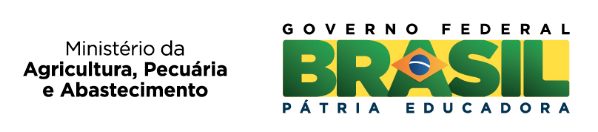 Ministério da
Agricultura, Pecuária
e Abastecimento
GOVERNO FEDERAL
BRASIL
PÁTRIA EDUCADORA